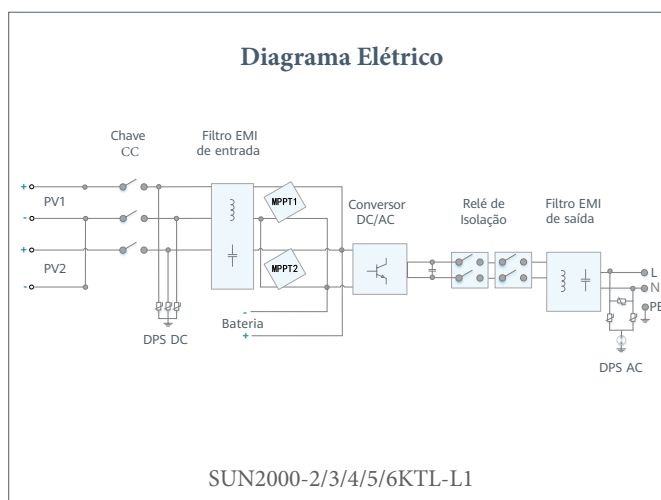 Diagrama Elétrico
Chave
CC
Filtro EMI
de entrada
+
PV1
-
+
PV2
-
MPPT1
MPPT2
Conversor
DC/AC
Relé de
Isolação
Filtro EMI
de saída
L
N
PE
-
Bateria
+
DPS DC
DPS AC
SUN2000-2/3/4/5/6KTL-L1